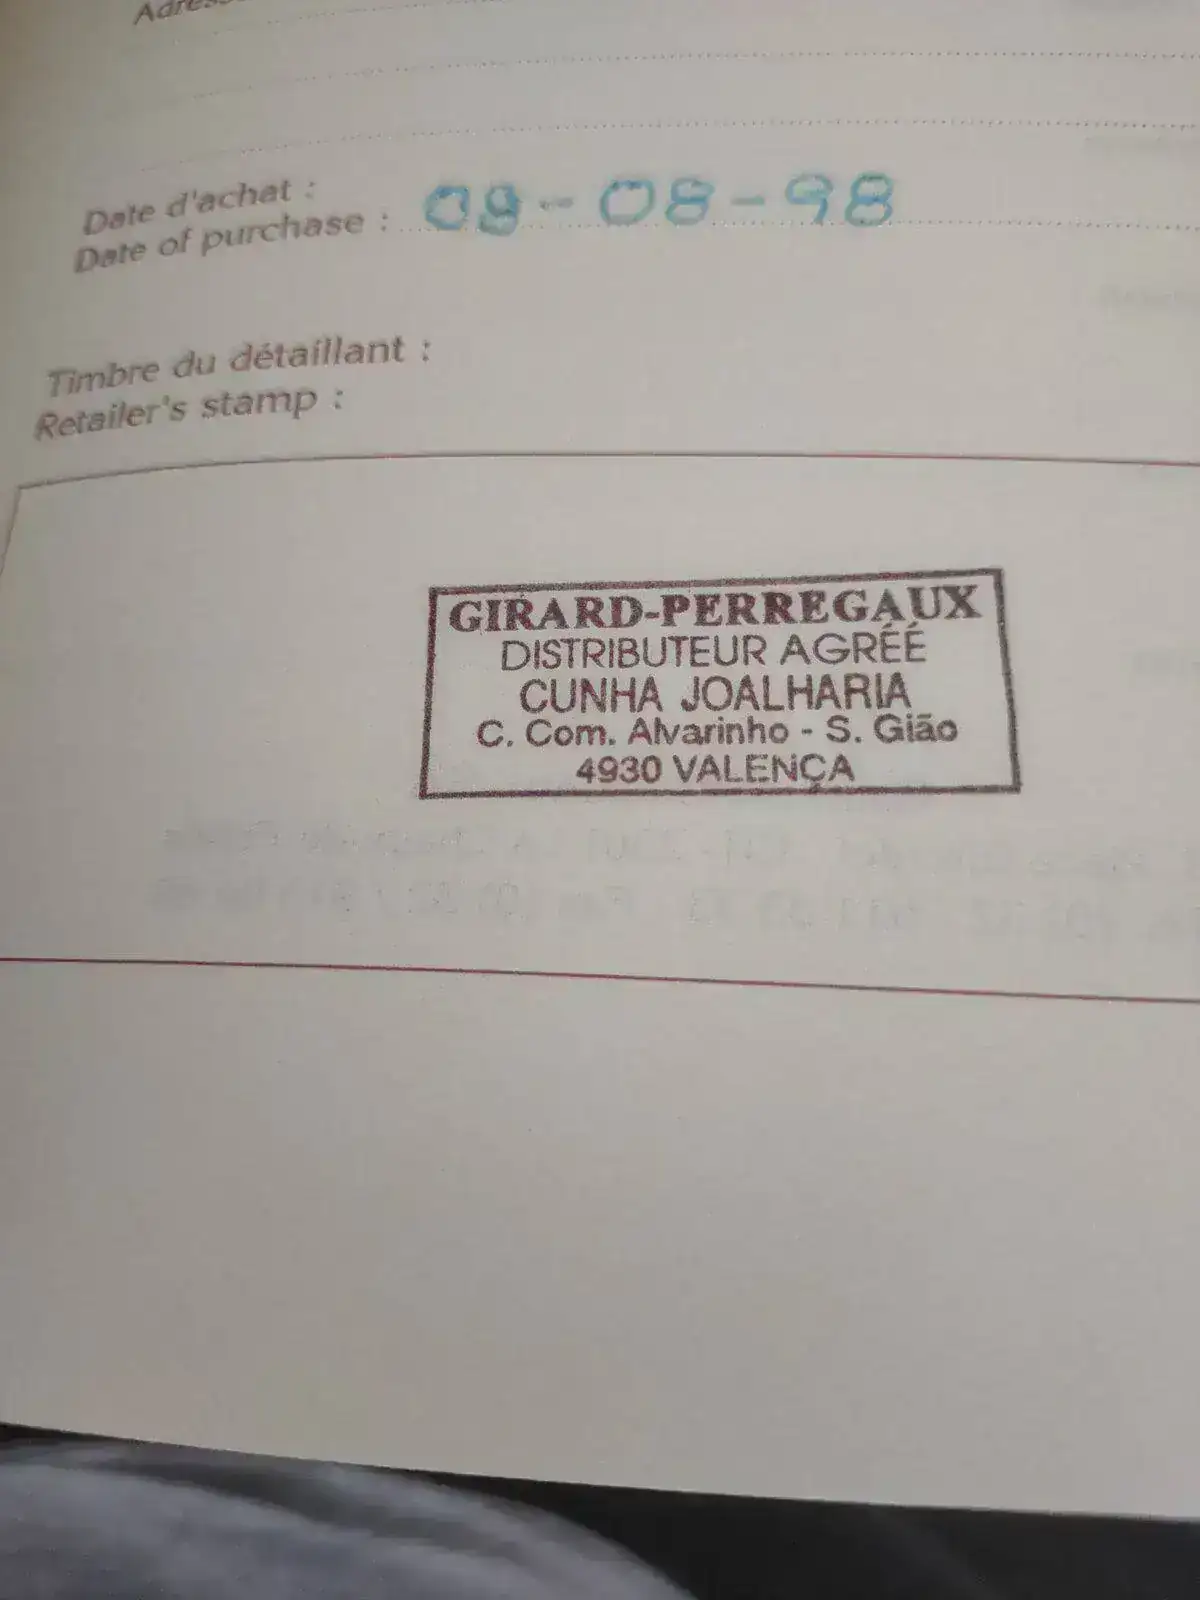 Date d'achat :
Date of purchase : 09-08-98
Timbre du détaillant :
Retailer's stamp :
GIRARD-PERREGAUX
DISTRIBUTEUR AGRÉÉ
CUNHA JOALHARIA
C. Com. Alvarinho - S. Gião
4930 VALENÇA